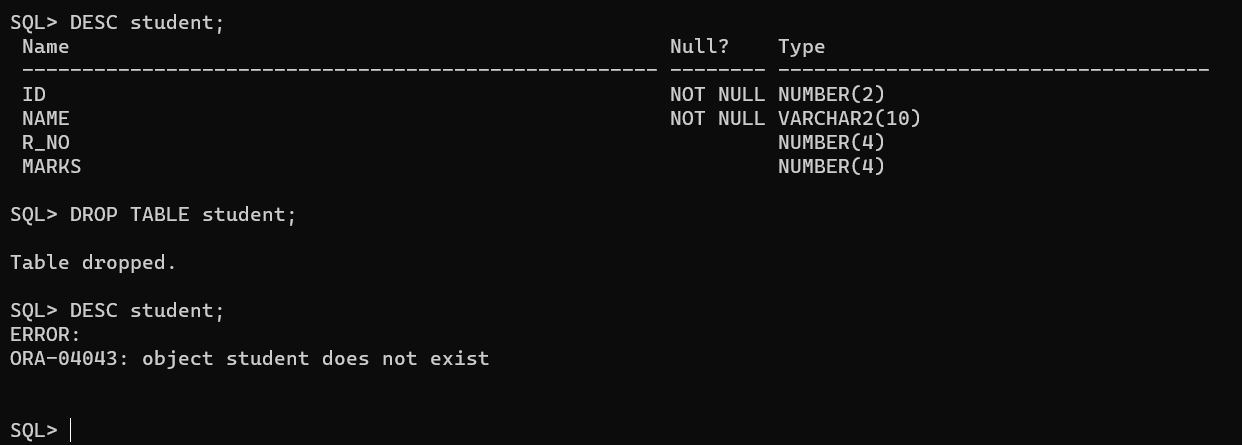 SQL> DESC student;
 Name                                                  Null?    Type
 ----------------------------------------------------- -------- ------------------------------------
 ID                                                    NOT NULL NUMBER(2)
 NAME                                                  NOT NULL VARCHAR2(10)
 R_NO                                                           NUMBER(4)
 MARKS                                                          NUMBER(4)
SQL> DROP TABLE student;
Table dropped.
SQL> DESC student;
ERROR:
ORA-04043: object student does not exist
SQL>